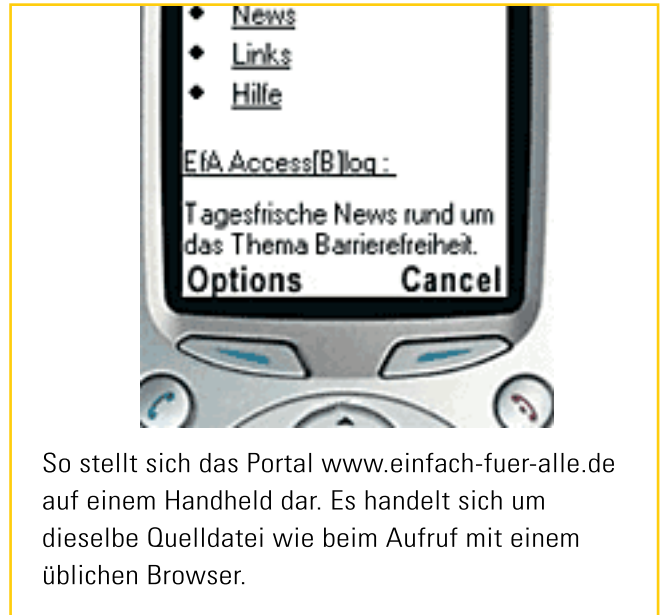 News
Links
Hilfe
EfA Access[B]log :
Tagesfrische News rund um
das Thema Barrierefreiheit.
Options Cancel
So stellt sich das Portal www.einfach-fuer-alle.de
auf einem Handheld dar. Es handelt sich um
dieselbe Quelldatei wie beim Aufruf mit einem
üblichen Browser.